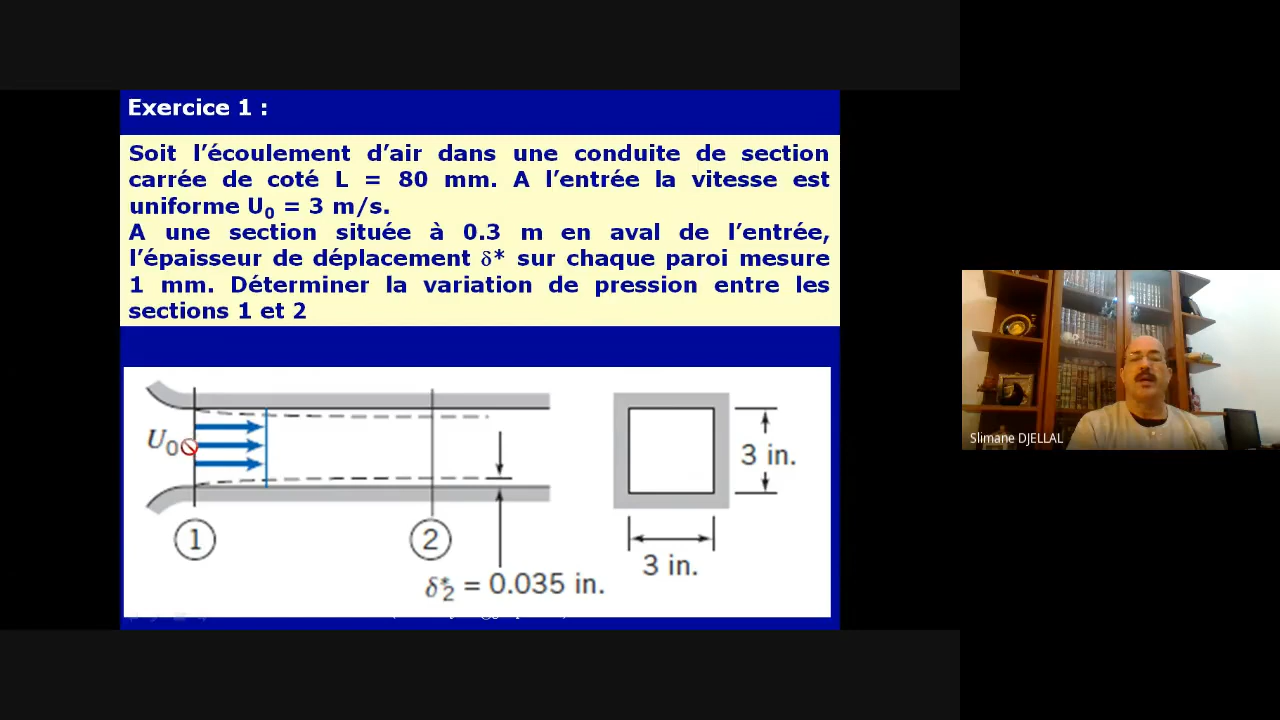 Exercice 1 :
Soit l’écoulement d’air dans une conduite de section
carrée de coté L = 80 mm. A l’entrée la vitesse est
uniforme U₀ = 3 m/s.
A une section située à 0.3 m en aval de l’entrée,
l’épaisseur de déplacement δ* sur chaque paroi mesure
1 mm. Déterminer la variation de pression entre les
sections 1 et 2
U₀
3 in.
1
2
3 in.
δ*₂ = 0.035 in.
Slimane DJELLAL